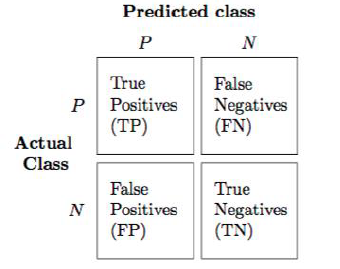 Predicted class
P N
True False
P Positives Negatives
(TP) (FN)
Actual
Class
False True
N Positives Negatives
(FP) (TN)